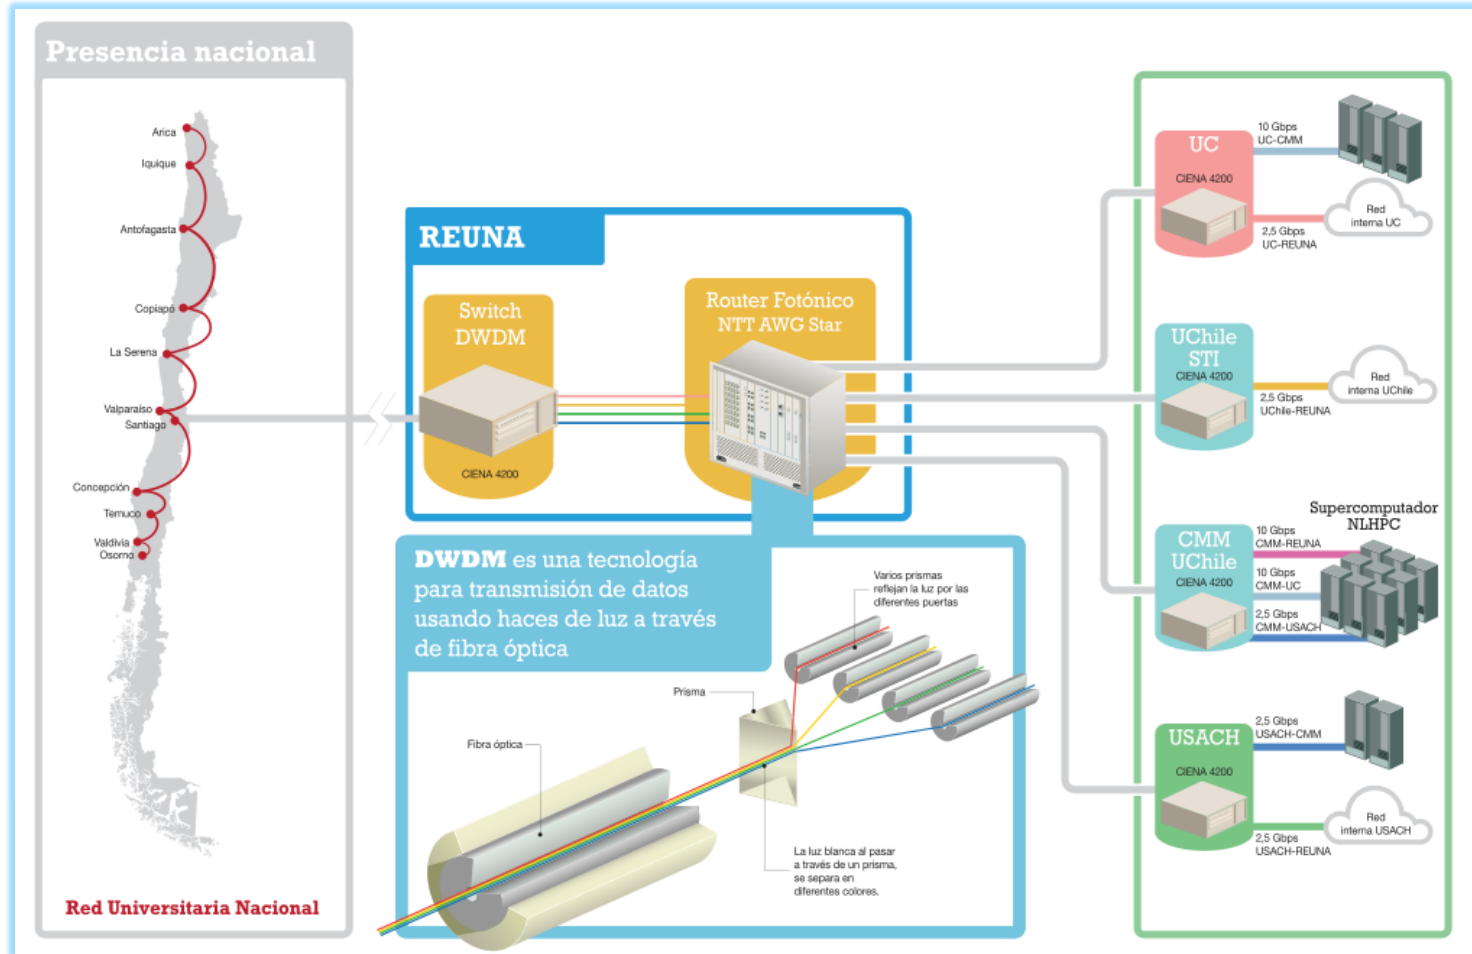 Presencia nacional
Arica
Iquique
Antofagasta
Copiapó
La Serena
Valparaíso
Santiago
Concepción
Temuco
Valdivia
Osorno
Red Universitaria Nacional
REUNA
Switch
DWDM
CIENA 4200
Router Fotónico
NTT AWG Star
DWDM es una tecnología
para transmisión de datos
usando haces de luz a través
de fibra óptica
Varios prismas
reflejan la luz por las
diferentes puertas
Prisma
Fibra óptica
La luz blanca al pasar
a través de un prisma,
se separa en
diferentes colores.
UC
CIENA 4200
10 Gbps
UC-CMM
2,5 Gbps
UC-REUNA
Red
interna UC
UChile
STI
CIENA 4200
2,5 Gbps
UChile-REUNA
Red
interna UChile
CMM
UChile
CIENA 4200
Supercomputador
NLHPC
10 Gbps
CMM-REUNA
10 Gbps
CMM-UC
2,5 Gbps
CMM-USACH
USACH
CIENA 4200
2,5 Gbps
USACH-CMM
2,5 Gbps
USACH-REUNA
Red
interna USACH